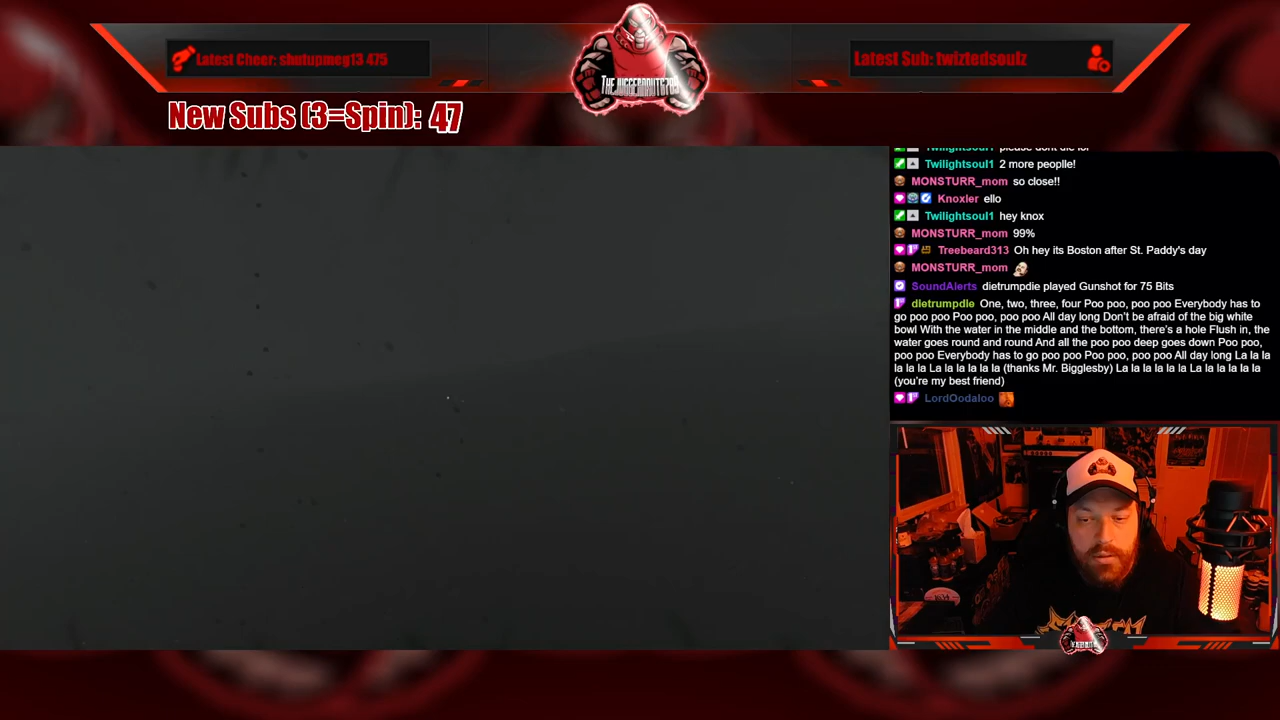 Latest Cheer: shutupmeg13 475
THEJUGGERNAUT6789
Latest Sub: twiztedsoulz
New Subs (3=Spin): 47
Twilightsoul1 please dont die lol
Twilightsoul1 2 more peoplle!
MONSTURR_mom so close!!
Knoxler ello
Twilightsoul1 hey knox
MONSTURR_mom 99%
Treebeard313 Oh hey its Boston after St. Paddy's day
MONSTURR_mom
SoundAlerts dietrumpdie played Gunshot for 75 Bits
dietrumpdie One, two, three, four Poo poo, poo poo Everybody has to
go poo poo Poo poo, poo poo All day long Don't be afraid of the big white
bowl With the water in the middle and the bottom, there's a hole Flush in, the
water goes round and round And all the poo poo deep goes down Poo poo,
poo poo Everybody has to go poo poo Poo poo, poo poo All day long La la la
la la la La la la la la la (thanks Mr. Bigglesby) La la la la la la La la la la la la
(you're my best friend)
LordOodaloo